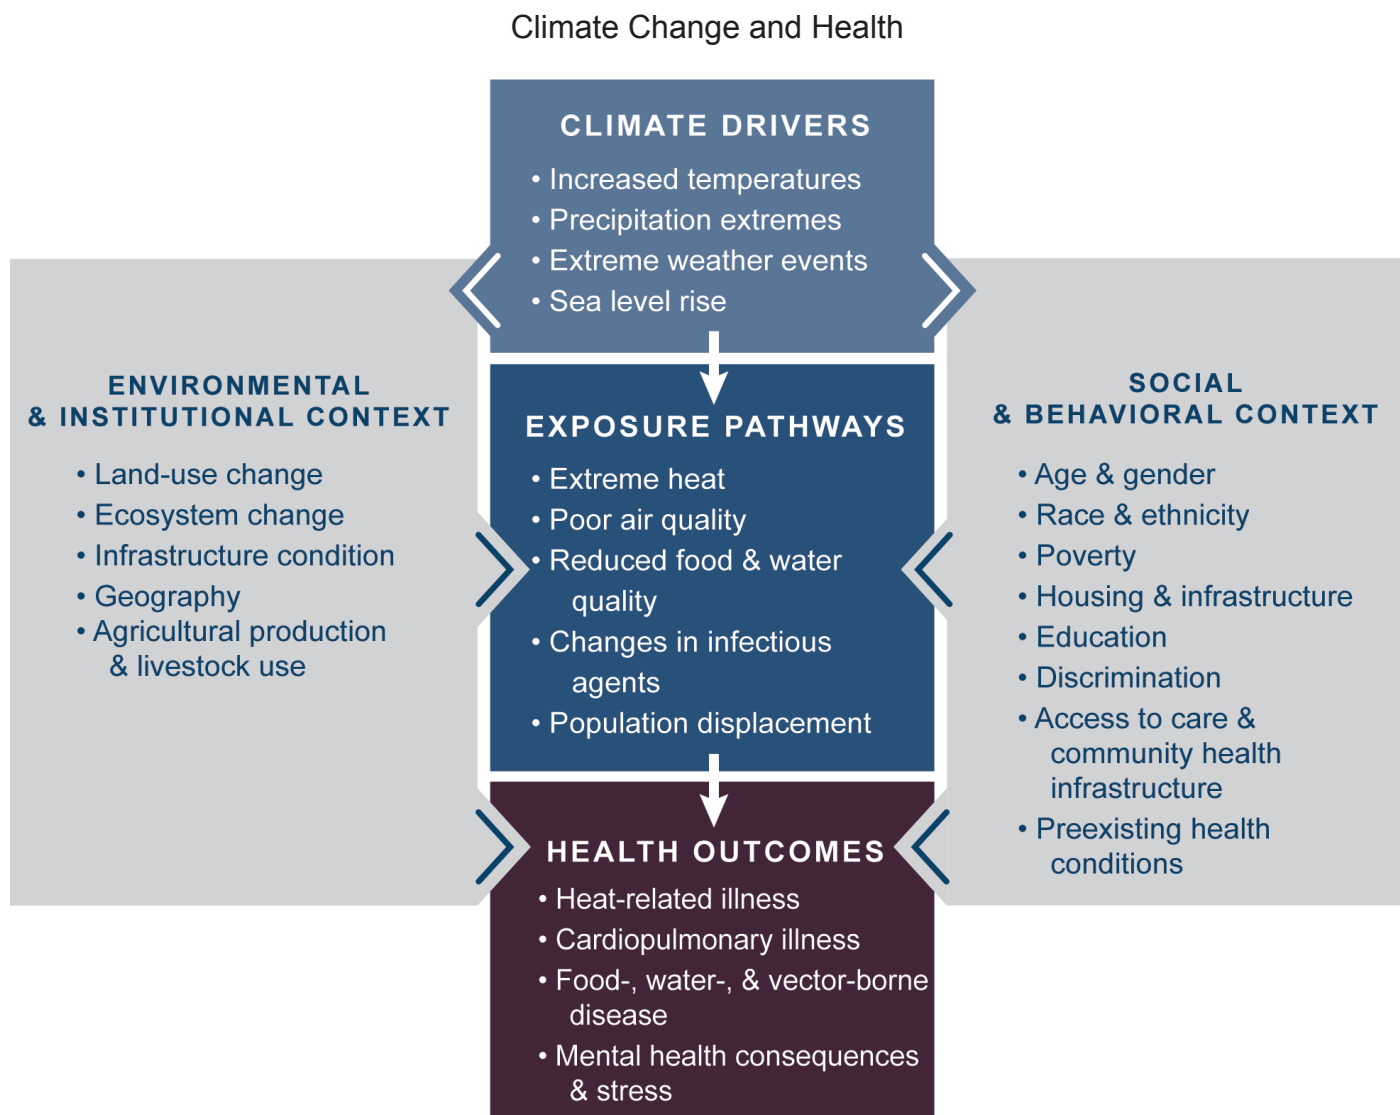 Climate Change and Health
CLIMATE DRIVERS
• Increased temperatures
• Precipitation extremes
• Extreme weather events
• Sea level rise
ENVIRONMENTAL
& INSTITUTIONAL CONTEXT
• Land-use change
• Ecosystem change
• Infrastructure condition
• Geography
• Agricultural production
& livestock use
EXPOSURE PATHWAYS
• Extreme heat
• Poor air quality
• Reduced food & water
quality
• Changes in infectious
agents
• Population displacement
SOCIAL
& BEHAVIORAL CONTEXT
• Age & gender
• Race & ethnicity
• Poverty
• Housing & infrastructure
• Education
• Discrimination
• Access to care &
community health
infrastructure
• Preexisting health
conditions
HEALTH OUTCOMES
• Heat-related illness
• Cardiopulmonary illness
• Food-, water-, & vector-borne
disease
• Mental health consequences
& stress